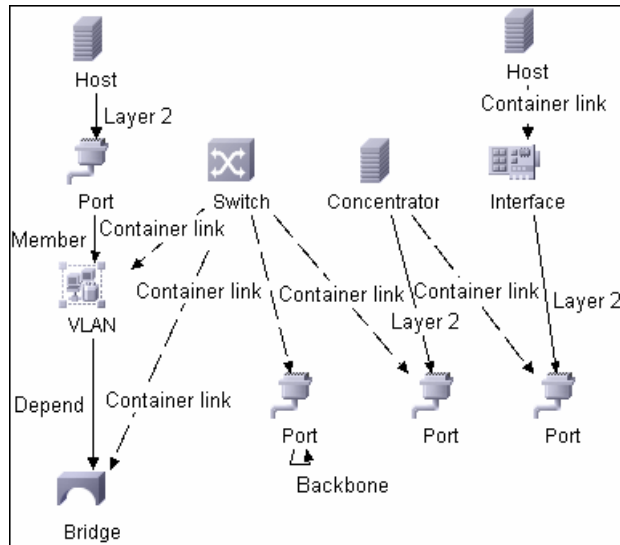 Host
Host
Container link
Layer 2
Port
Switch
Concentrator
Interface
Member
Container link
VLAN
Container link
Container link
Container link
Layer 2
Layer 2
Depend
Container link
Port
Port
Port
Backbone
Bridge